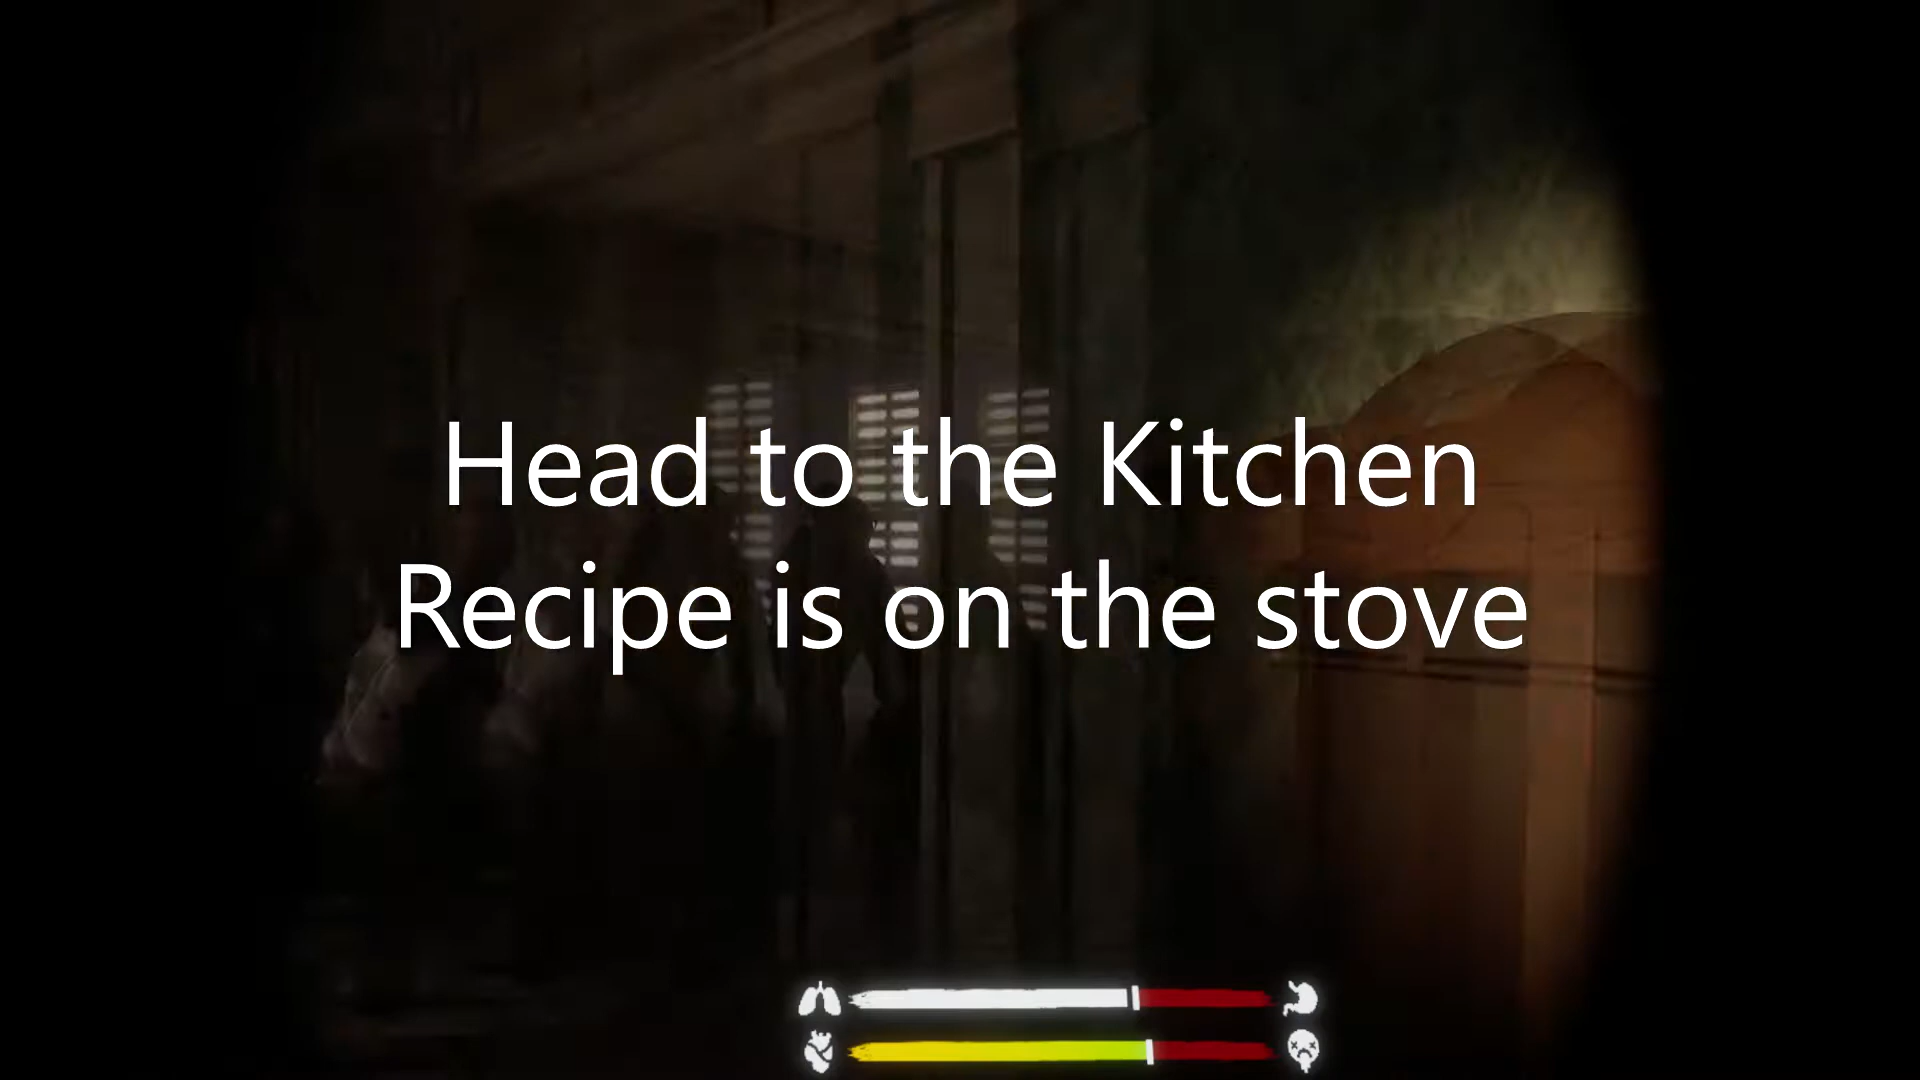 Head to the Kitchen
Recipe is on the stove